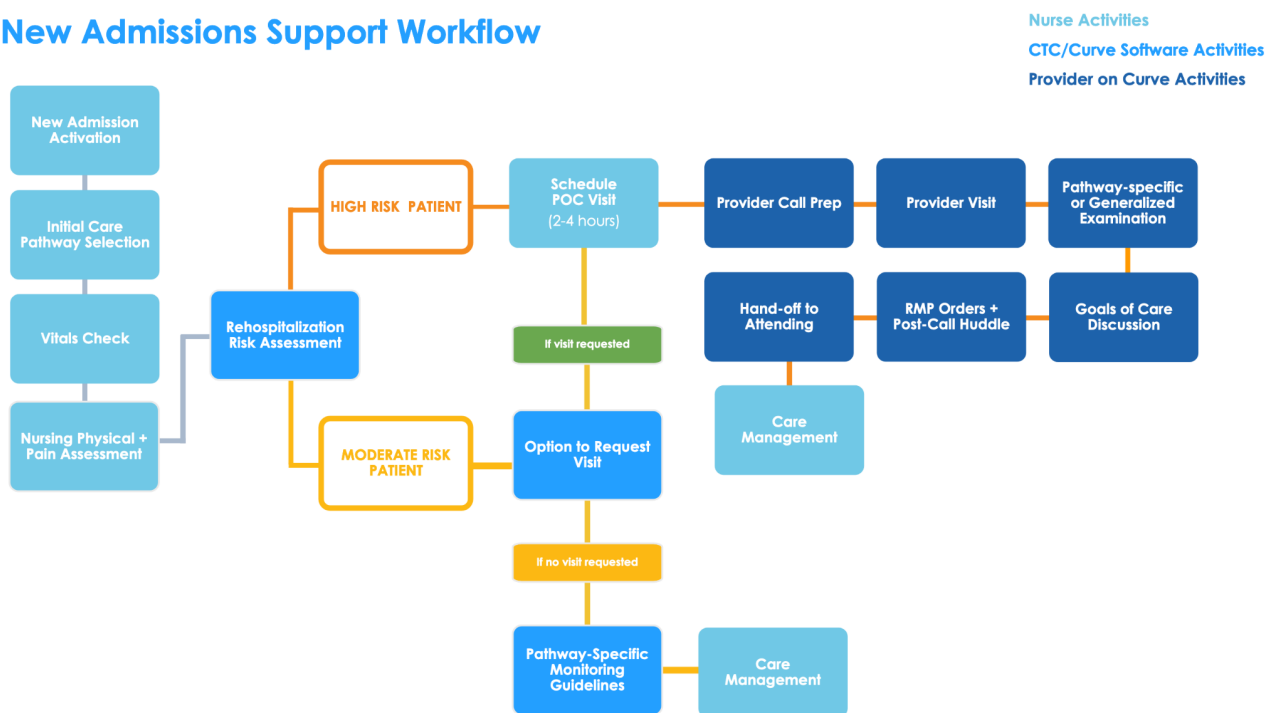 New Admissions Support Workflow
Nurse Activities
CTC/Curve Software Activities
Provider on Curve Activities
New Admission
Activation
Initial Care
Pathway Selection
Vitals Check
Nursing Physical +
Pain Assessment
Rehospitalization
Risk Assessment
HIGH RISK PATIENT
MODERATE RISK
PATIENT
Schedule
POC Visit
(2-4 hours)
If visit requested
Option to Request
Visit
If no visit requested
Pathway-Specific
Monitoring
Guidelines
Care
Management
Provider Call Prep
Provider Visit
Pathway-specific
or Generalized
Examination
Goals of Care
Discussion
RMP Orders +
Post-Call Huddle
Hand-off to
Attending
Care
Management